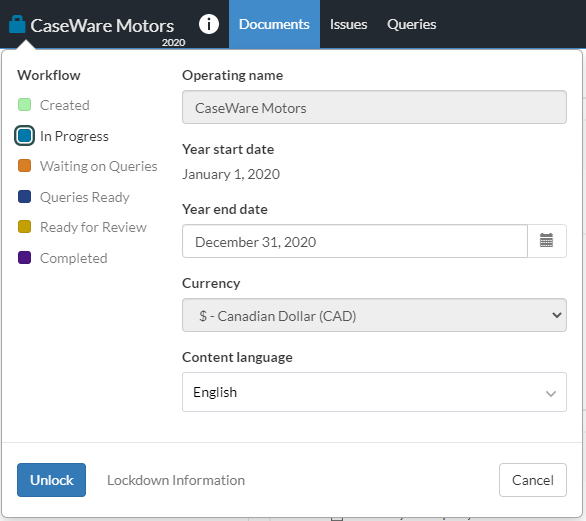 CaseWare Motors
2020
Documents
Issues
Queries
Workflow
Created
In Progress
Waiting on Queries
Queries Ready
Ready for Review
Completed
Operating name
CaseWare Motors
Year start date
January 1, 2020
Year end date
December 31, 2020
Currency
$ - Canadian Dollar (CAD)
Content language
English
Unlock
Lockdown Information
Cancel